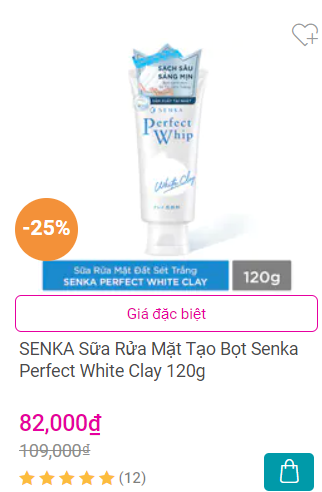 SẠCH SÂU
SÁNG MỊN
SENKA
Perfect
Whip
White Clay
-25%
Sữa Rửa Mặt Đất Sét Trắng
SENKA PERFECT WHITE CLAY
120g
Giá đặc biệt
SENKA Sữa Rửa Mặt Tạo Bọt Senka
Perfect White Clay 120g
82,000₫
109,000₫
(12)